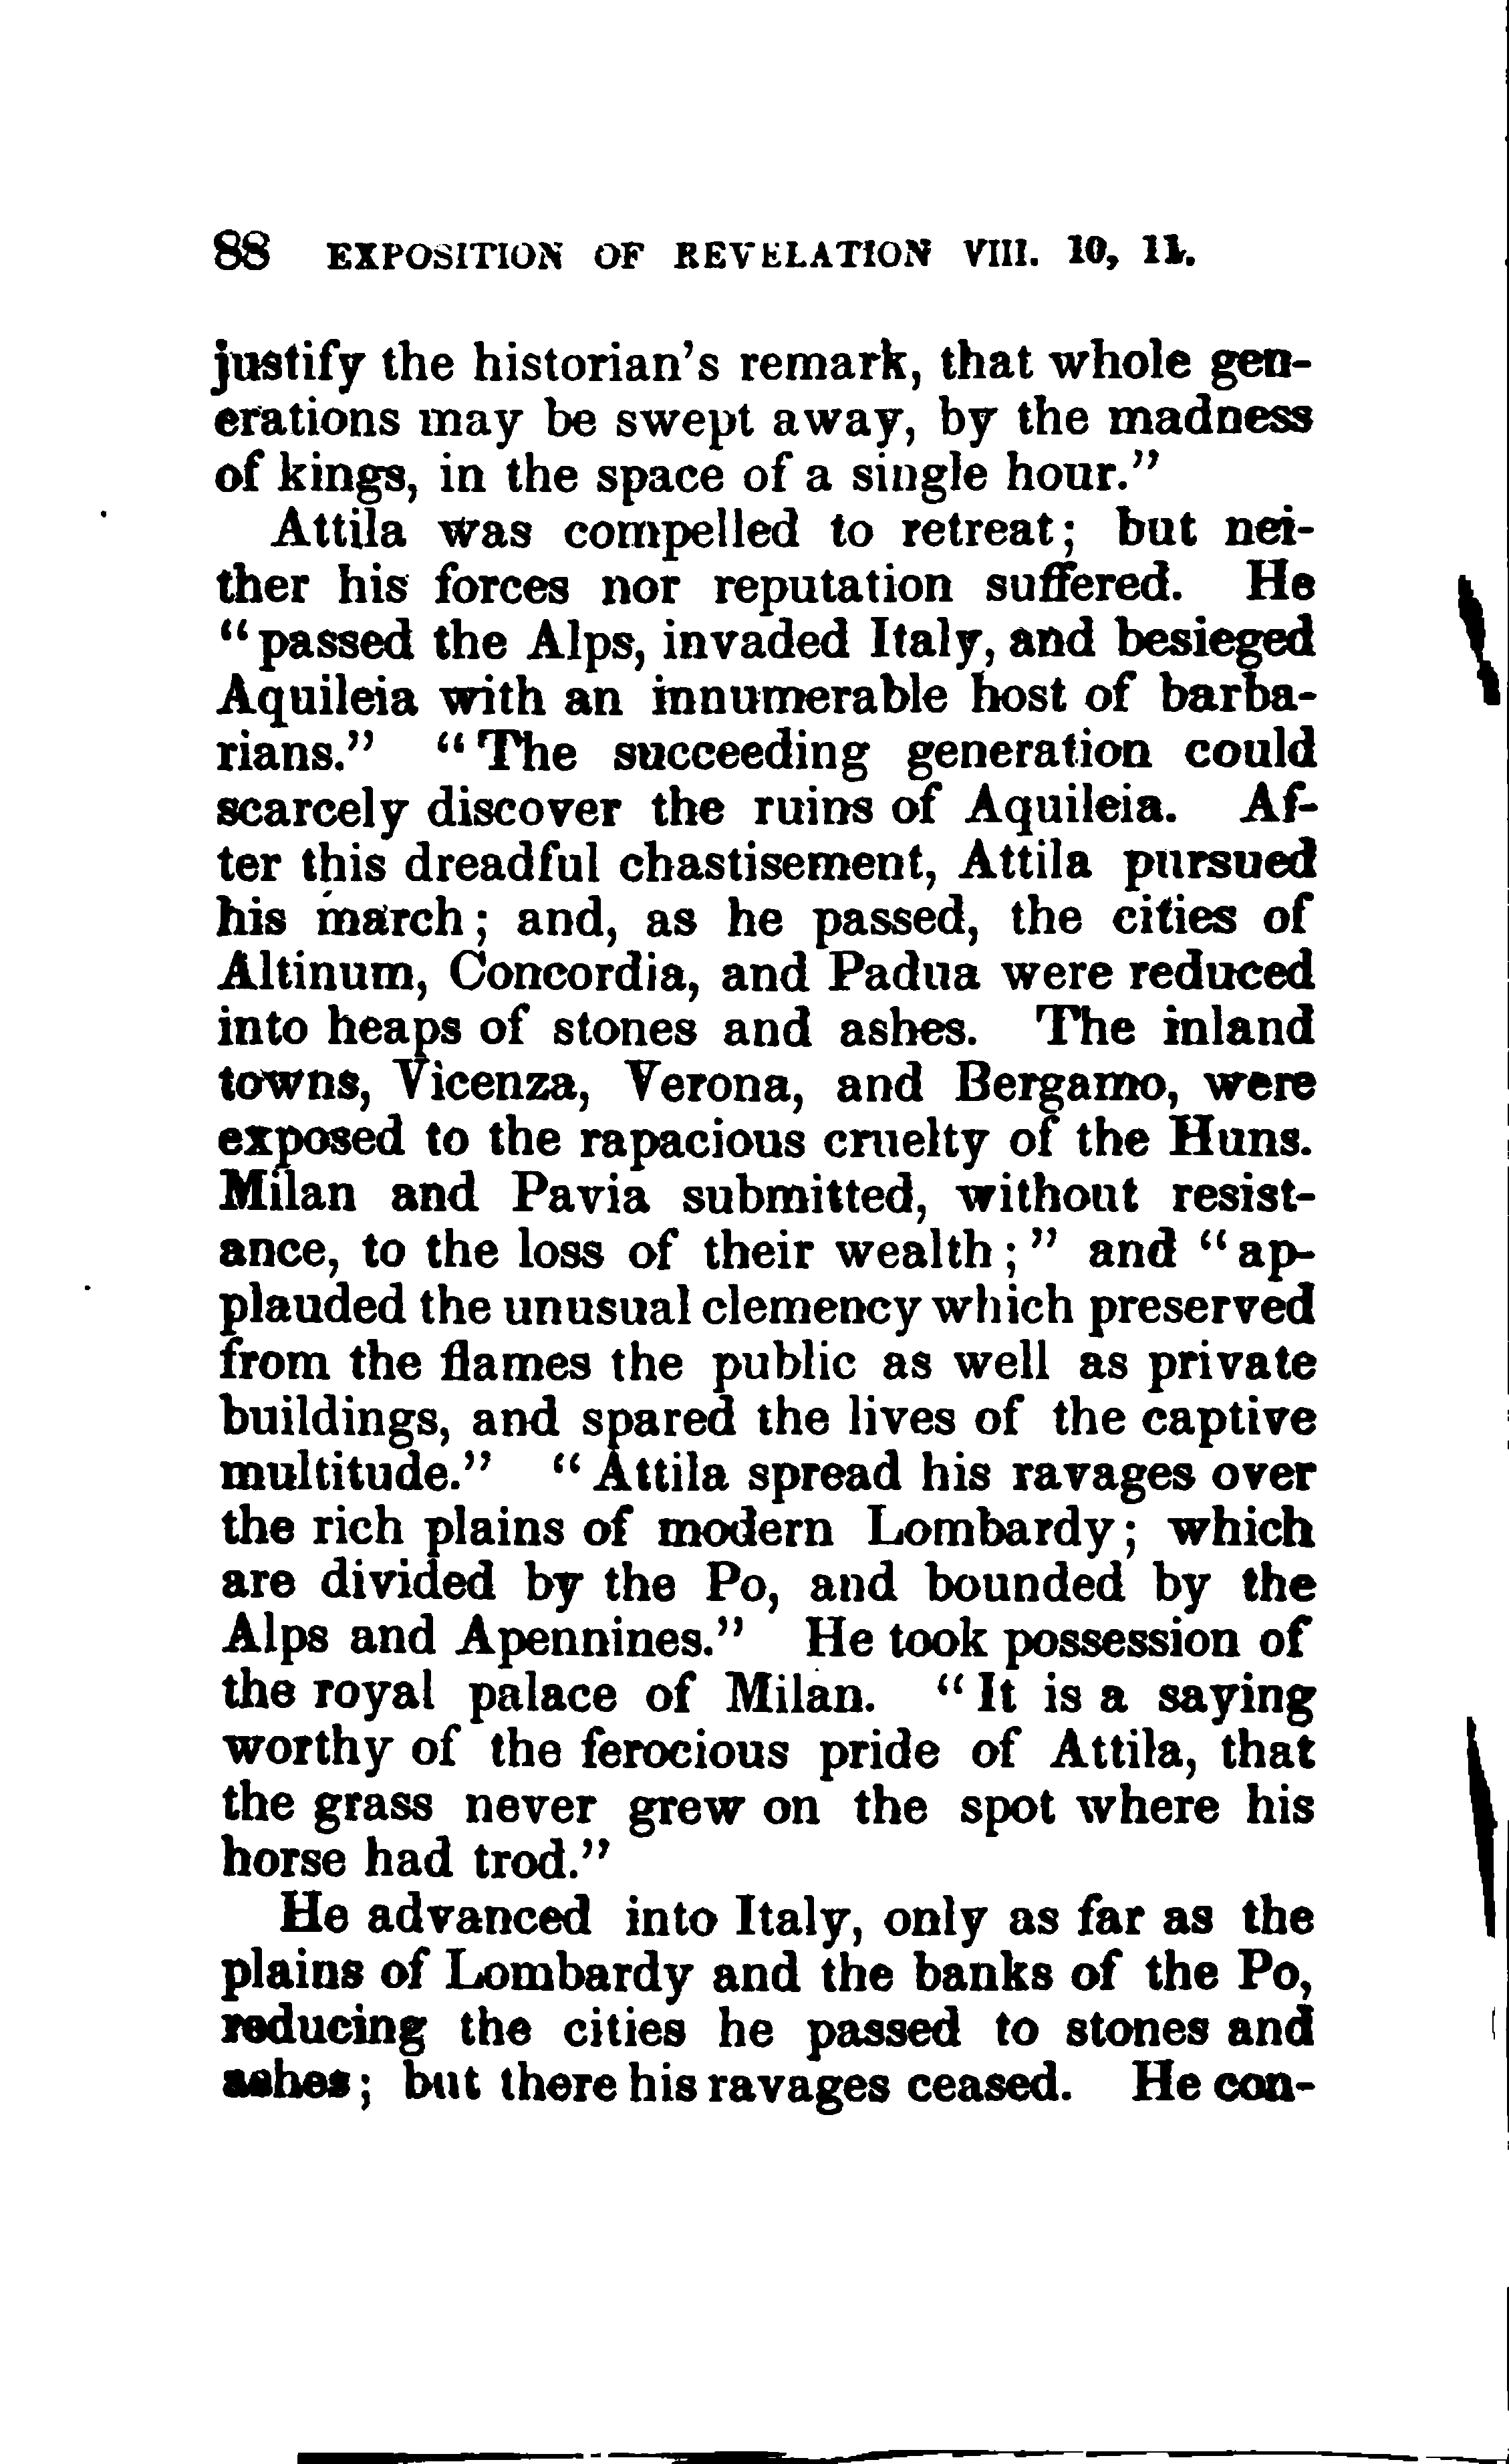 88 EXPOSITION OF REVELATION VIII. 10, 11.
justify the historian's remark, that whole gen-
erations may be swept away, by the madness
of kings, in the space of a single hour."
Attila was compelled to retreat; but nei-
ther his forces nor reputation suffered. He
"passed the Alps, invaded Italy, and besieged
Aquileia with an innumerable host of barba-
rians." "The succeeding generation could
scarcely discover the ruins of Aquileia. Af-
ter this dreadful chastisement, Attila pursued
his march; and, as he passed, the cities of
Altinum, Concordia, and Padua were reduced
into heaps of stones and ashes. The inland
towns, Vicenza, Verona, and Bergamo, were
exposed to the rapacious cruelty of the Huns.
Milan and Pavia submitted, without resist-
ance, to the loss of their wealth;" and "ap-
plauded the unusual clemency which preserved
from the flames the public as well as private
buildings, and spared the lives of the captive
multitude." "Attila spread his ravages over
the rich plains of modern Lombardy; which
are divided by the Po, and bounded by the
Alps and Apennines." He took possession of
the royal palace of Milan. "It is a saying
worthy of the ferocious pride of Attila, that
the grass never grew on the spot where his
horse had trod."
He advanced into Italy, only as far as the
plains of Lombardy and the banks of the Po,
reducing the cities he passed to stones and
ashes; but there his ravages ceased. He con-